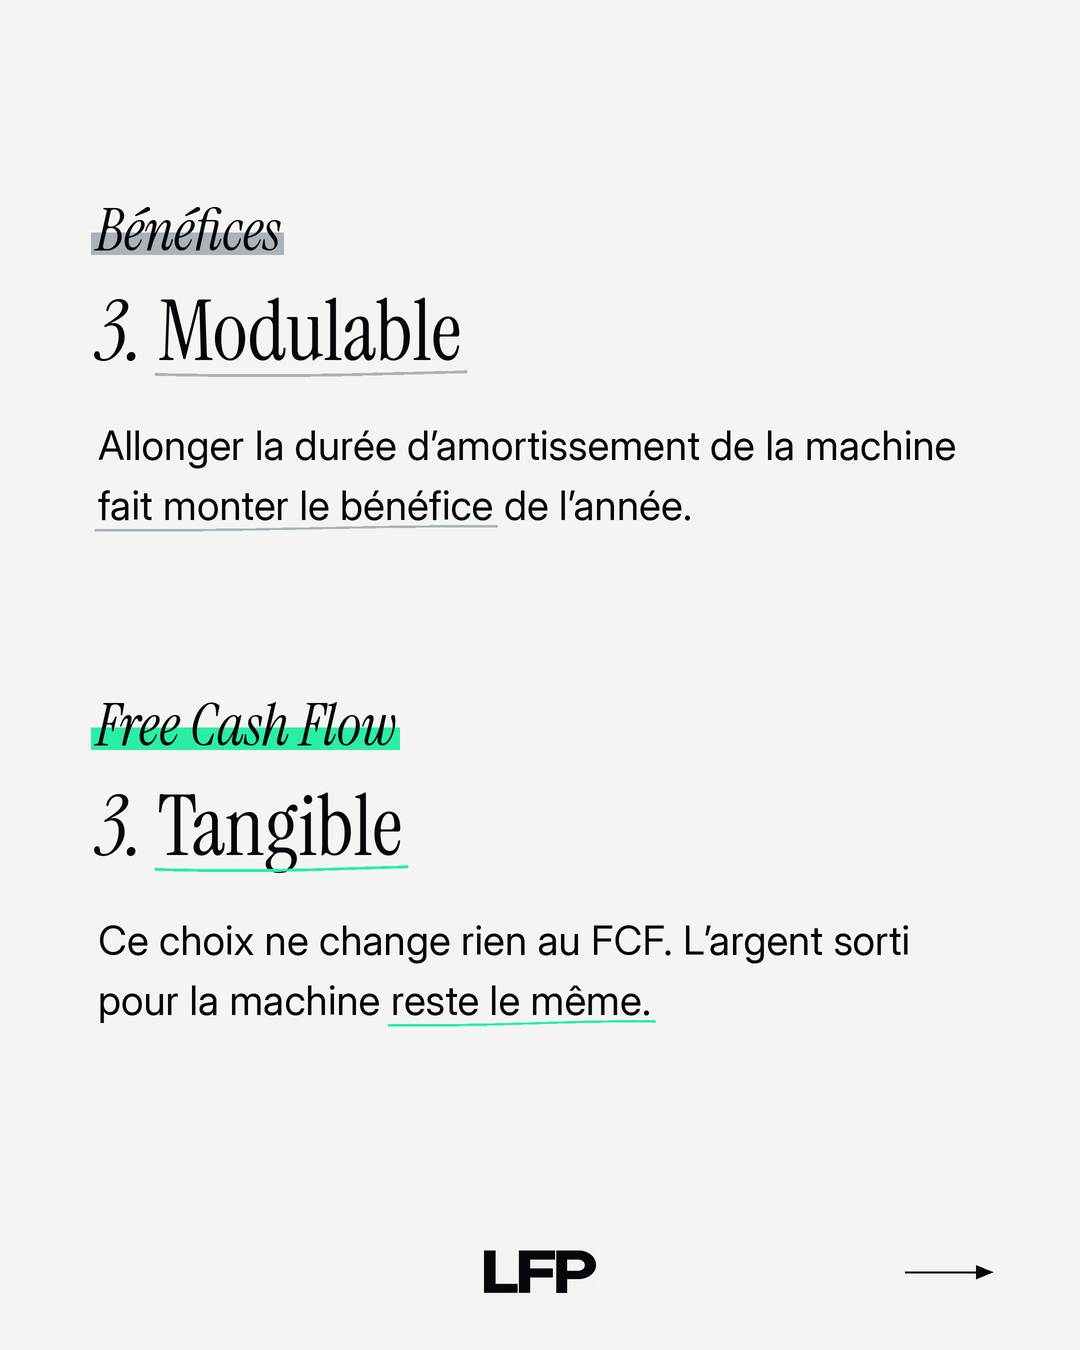 Bénéfices
3. Modulable
Allonger la durée d’amortissement de la machine
fait monter le bénéfice de l’année.
Free Cash Flow
3. Tangible
Ce choix ne change rien au FCF. L’argent sorti
pour la machine reste le même.
LFP